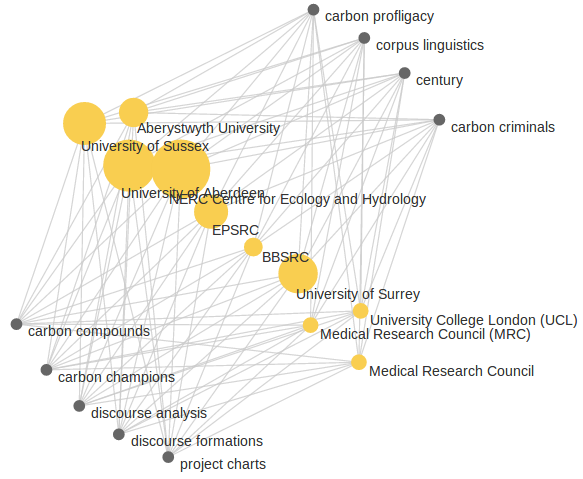 carbon profligacy
corpus linguistics
century
carbon criminals
Aberystwyth University
University of Sussex
University of Aberdeen
NERC Centre for Ecology and Hydrology
EPSRC
BBSRC
University of Surrey
University College London (UCL)
Medical Research Council (MRC)
Medical Research Council
carbon compounds
carbon champions
discourse analysis
discourse formations
project charts